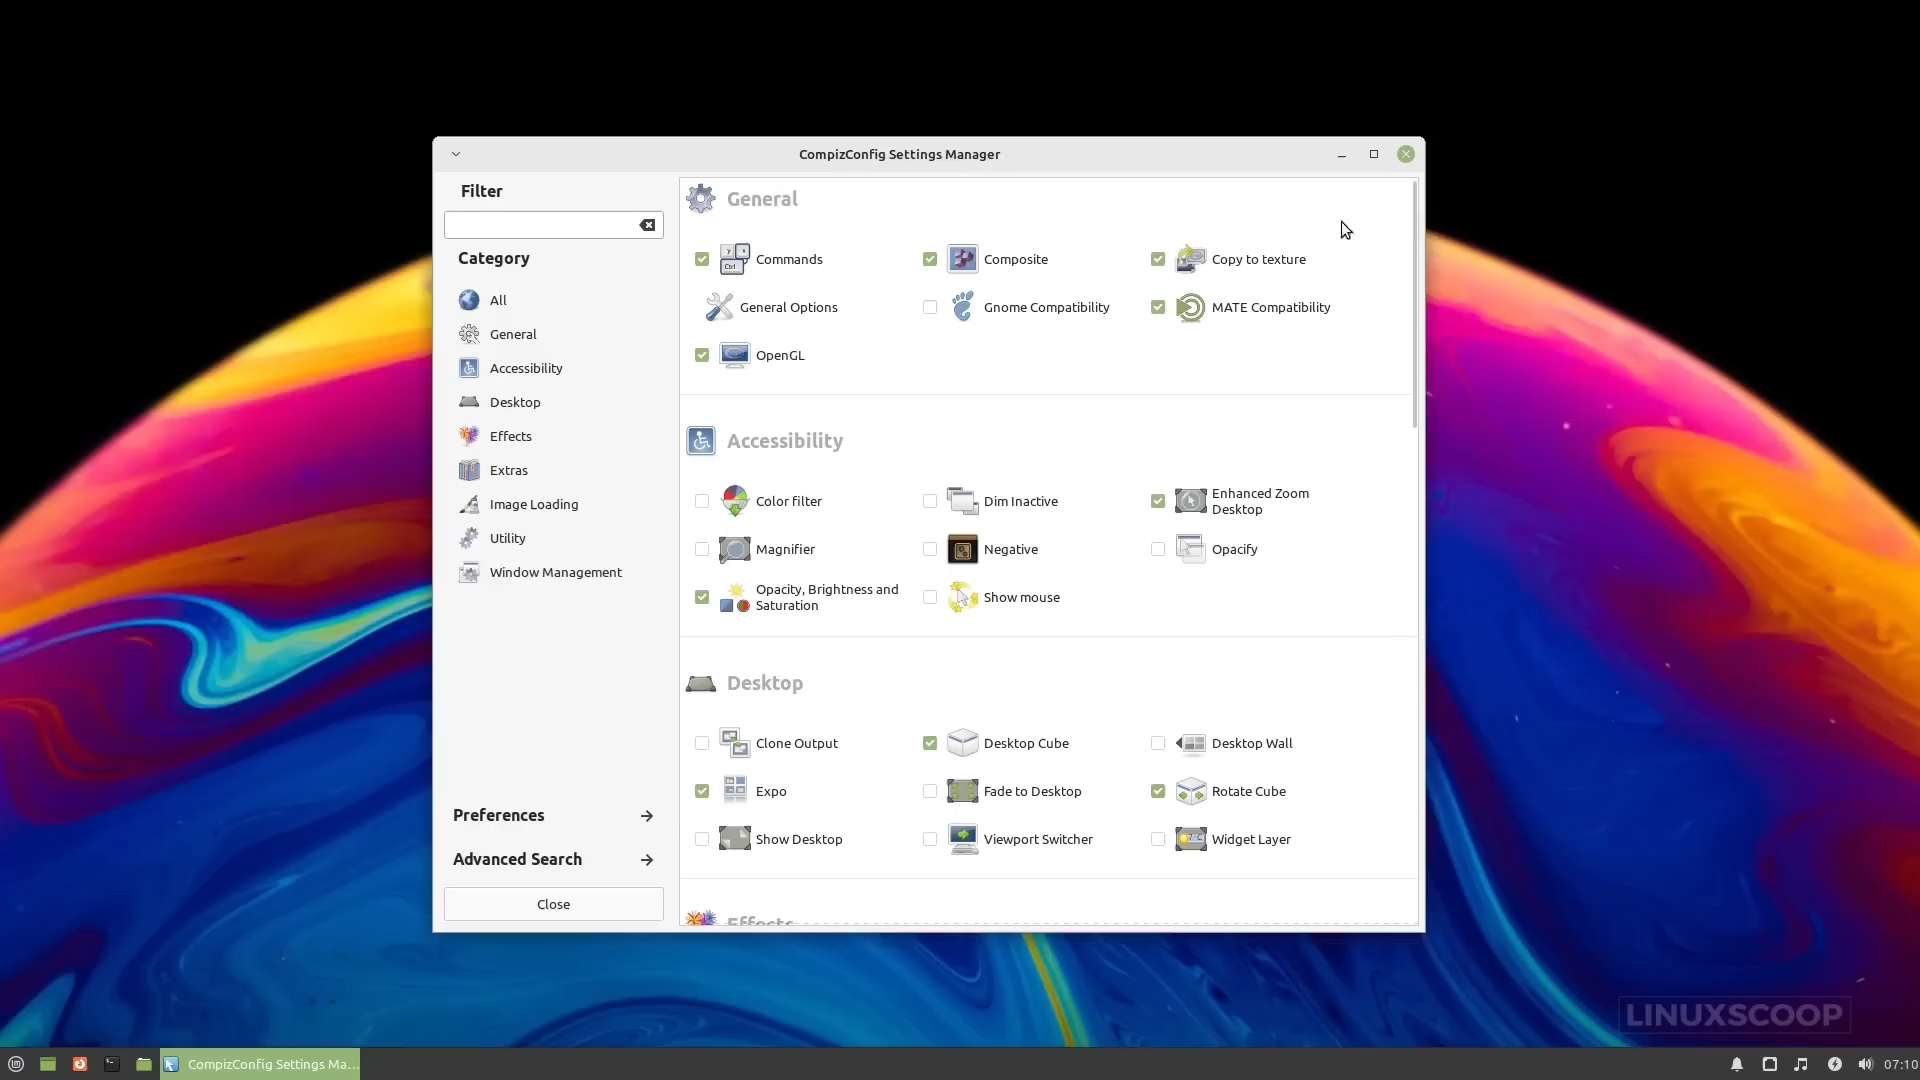 CompizConfig Settings Manager
Filter
Category
All
General
Accessibility
Desktop
Effects
Extras
Image Loading
Utility
Window Management
Preferences
Advanced Search
Close
General
Commands
Composite
Copy to texture
General Options
Gnome Compatibility
MATE Compatibility
OpenGL
Accessibility
Color filter
Dim Inactive
Enhanced Zoom
Desktop
Magnifier
Negative
Opacify
Opacity, Brightness and
Saturation
Show mouse
Desktop
Clone Output
Desktop Cube
Desktop Wall
Expo
Fade to Desktop
Rotate Cube
Show Desktop
Viewport Switcher
Widget Layer
Effects
LINUXSCOOP
CompizConfig Settings Ma...
07:10